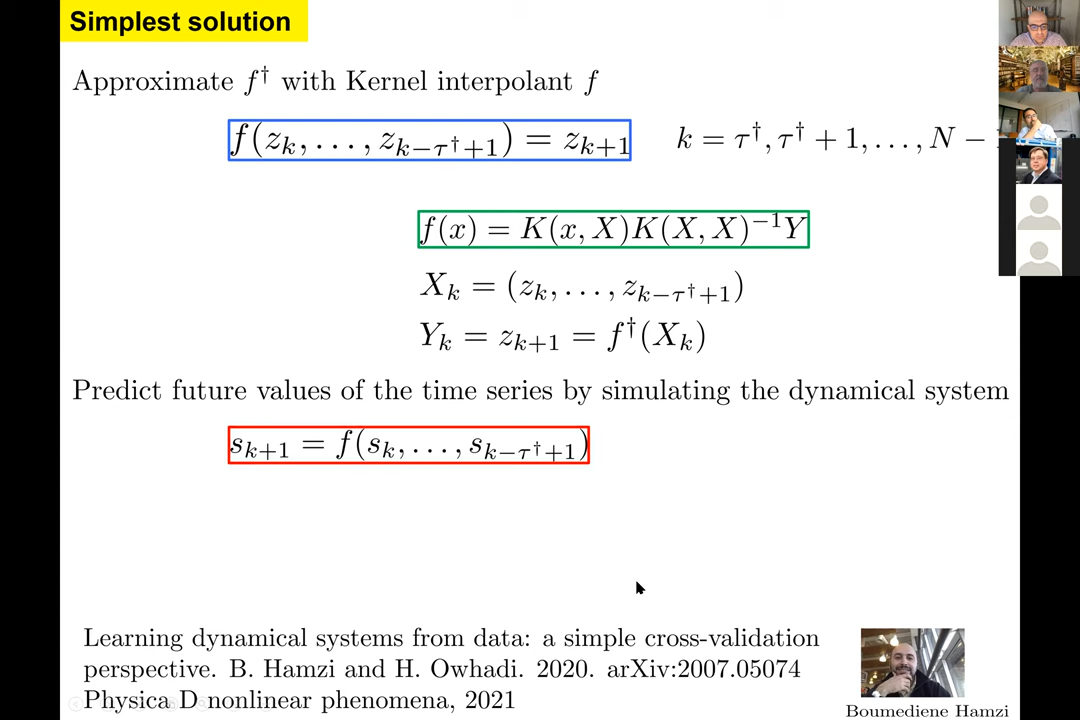 Simplest solution
Approximate f† with Kernel interpolant f
f(z_k, . . . , z_{k−τ†+1}) = z_{k+1} k = τ†, τ† + 1, . . . , N −
f(x) = K(x, X)K(X, X)^{−1}Y
X_k = (z_k, . . . , z_{k−τ†+1})
Y_k = z_{k+1} = f†(X_k)
Predict future values of the time series by simulating the dynamical system
s_{k+1} = f(s_k, . . . , s_{k−τ†+1})
Learning dynamical systems from data: a simple cross-validation
perspective. B. Hamzi and H. Owhadi. 2020. arXiv:2007.05074
Physica D nonlinear phenomena, 2021
Boumediene Hamzi